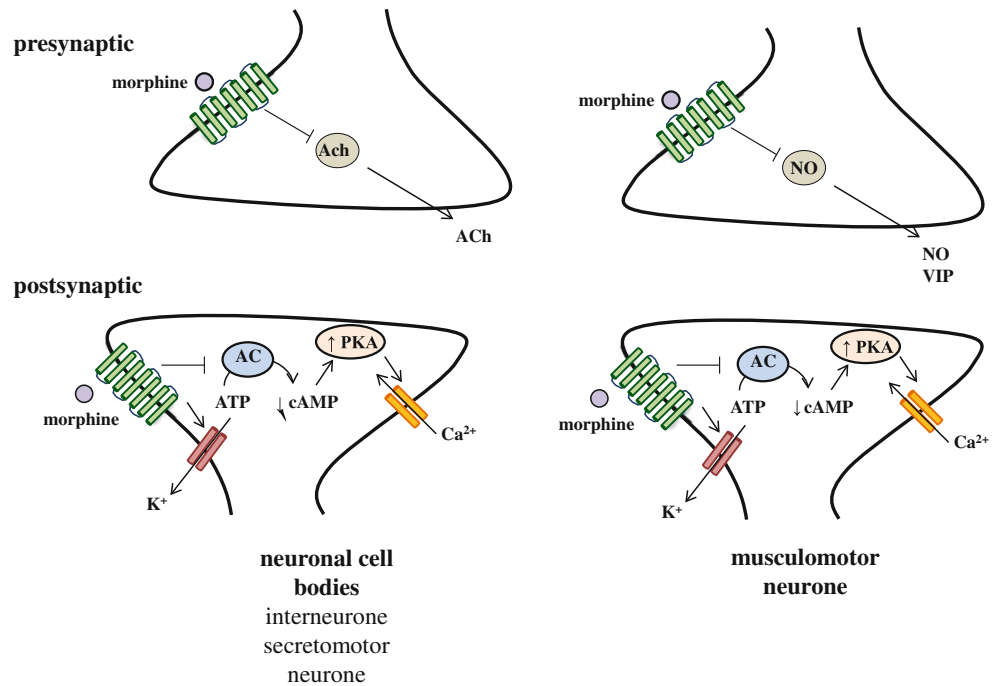 presynaptic
morphine
Ach
ACh
morphine
NO
NO
VIP
postsynaptic
morphine
AC
ATP
↓ cAMP
↑ PKA
Ca²⁺
K⁺
morphine
AC
ATP
↓ cAMP
↑ PKA
Ca²⁺
K⁺
neuronal cell
bodies
interneurone
secretomotor
neurone
musculomotor
neurone